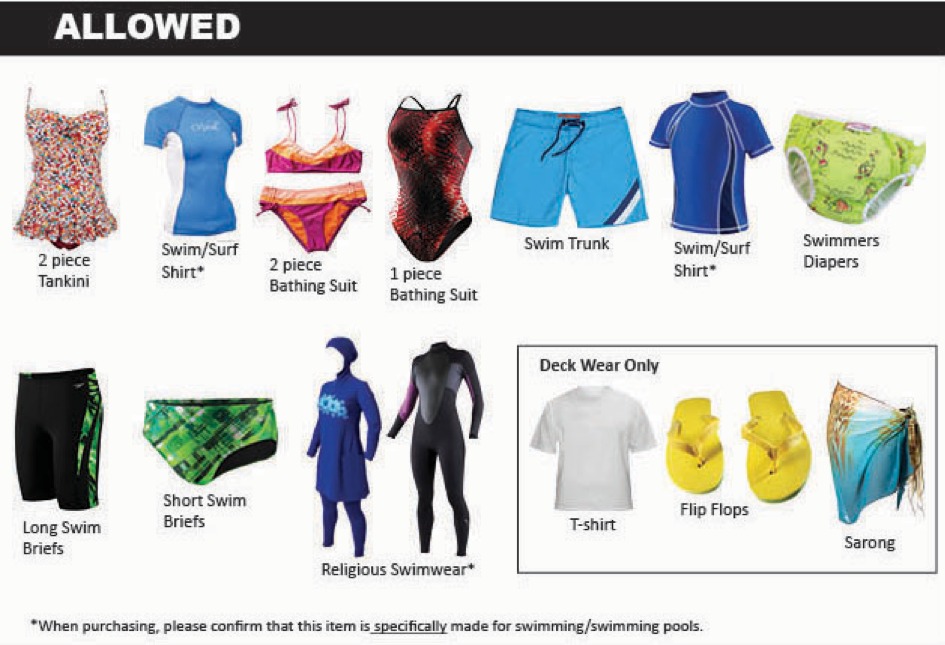 ALLOWED
2 piece
Tankini
Swim/Surf
Shirt*
2 piece
Bathing Suit
1 piece
Bathing Suit
Swim Trunk
Swim/Surf
Shirt*
Swimmers
Diapers
Long Swim
Briefs
Short Swim
Briefs
Religious Swimwear*
Deck Wear Only
T-shirt
Flip Flops
Sarong
*When purchasing, please confirm that this item is specifically made for swimming/swimming pools.